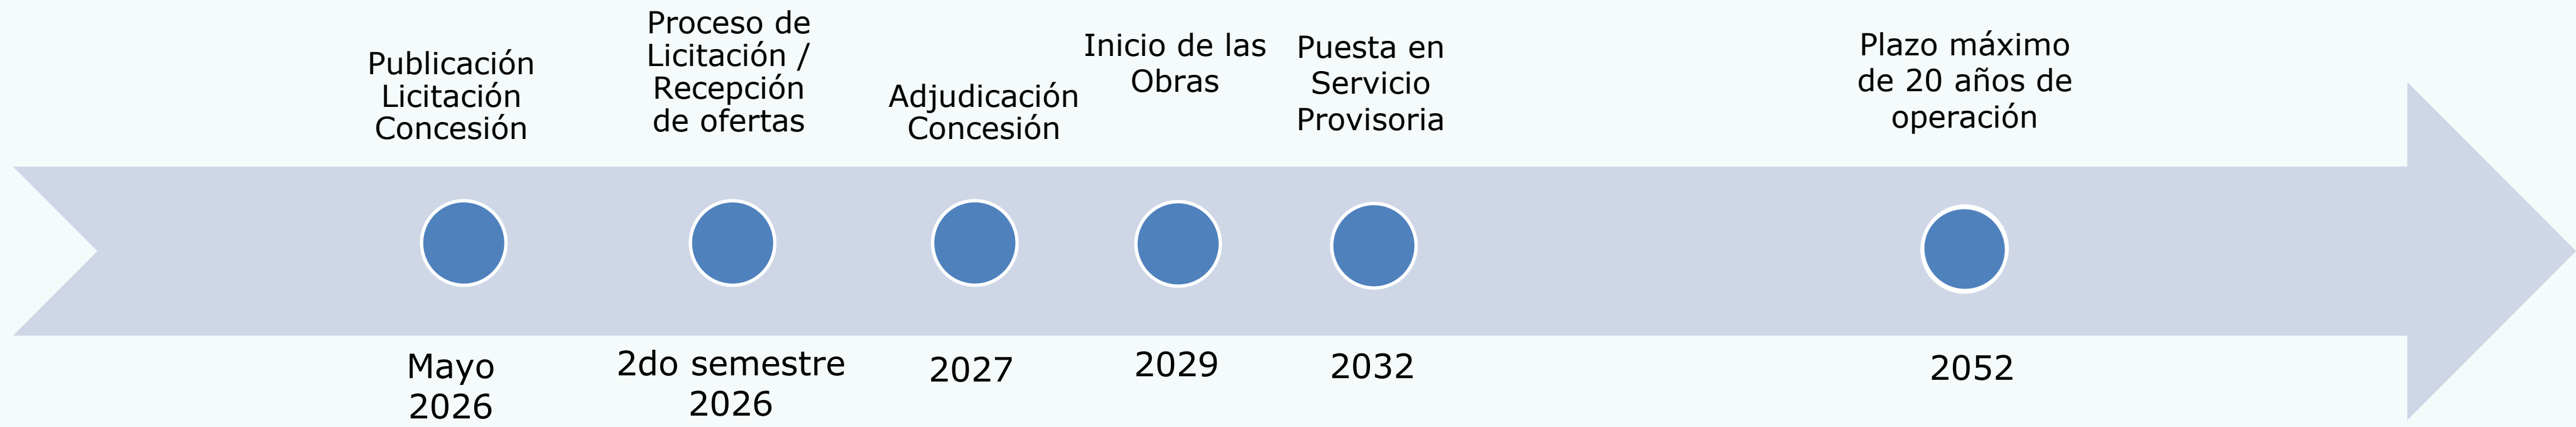 Publicación
Licitación
Concesión
Proceso de
Licitación /
Recepción
de ofertas
Adjudicación
Concesión
Inicio de las
Obras
Puesta en
Servicio
Provisoria
Plazo máximo
de 20 años de
operación
Mayo
2026
2do semestre
2026
2027
2029
2032
2052